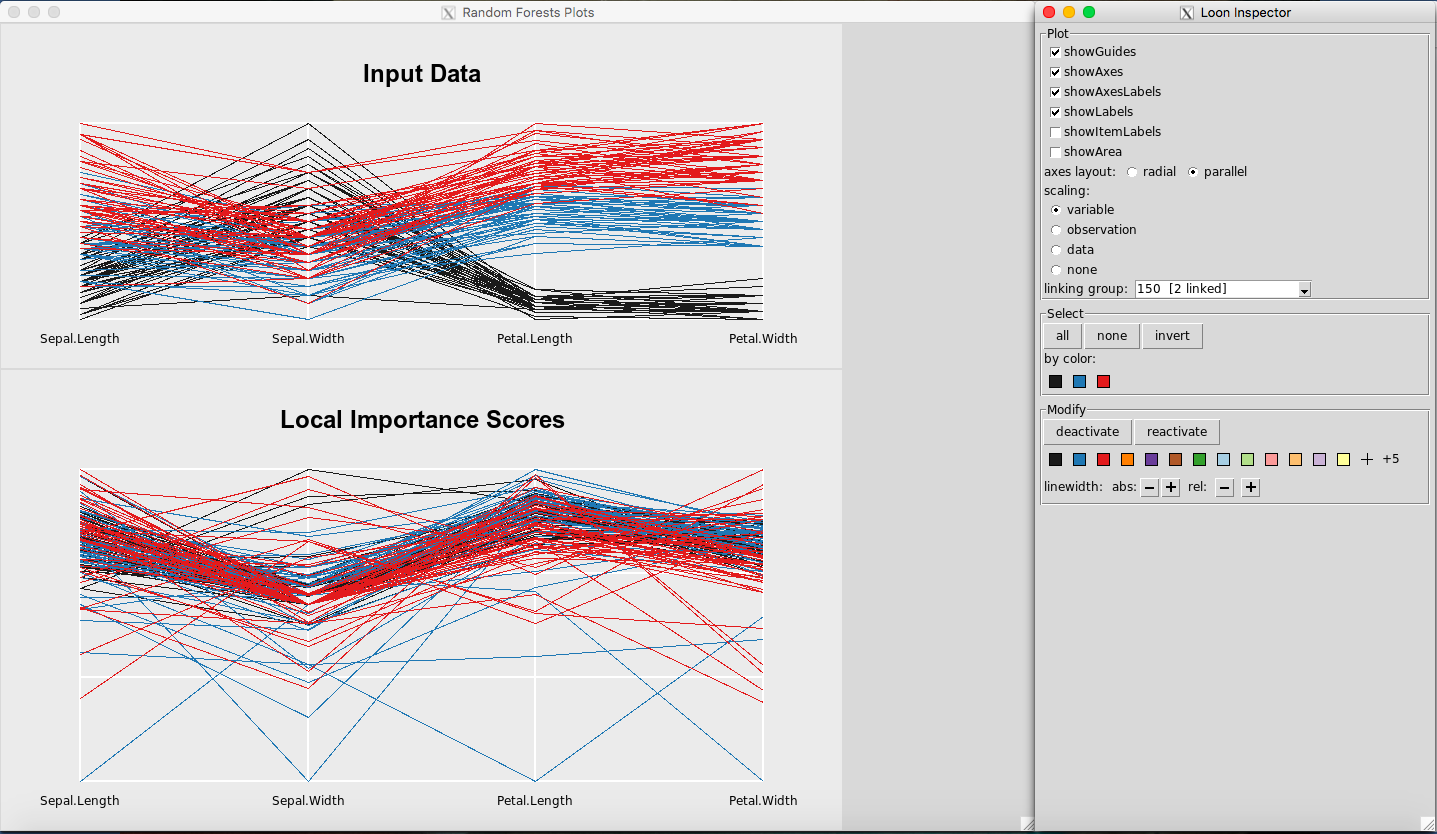 Random Forests Plots
Input Data
Sepal.Length Sepal.Width Petal.Length Petal.Width
Local Importance Scores
Sepal.Length Sepal.Width Petal.Length Petal.Width
Loon Inspector
Plot
showGuides
showAxes
showAxesLabels
showLabels
showItemLabels
showArea
axes layout: radial parallel
scaling:
variable
observation
data
none
linking group: 150 [2 linked]
Select
all none invert
by color:
Modify
deactivate reactivate
+5
linewidth: abs: − + rel: − +